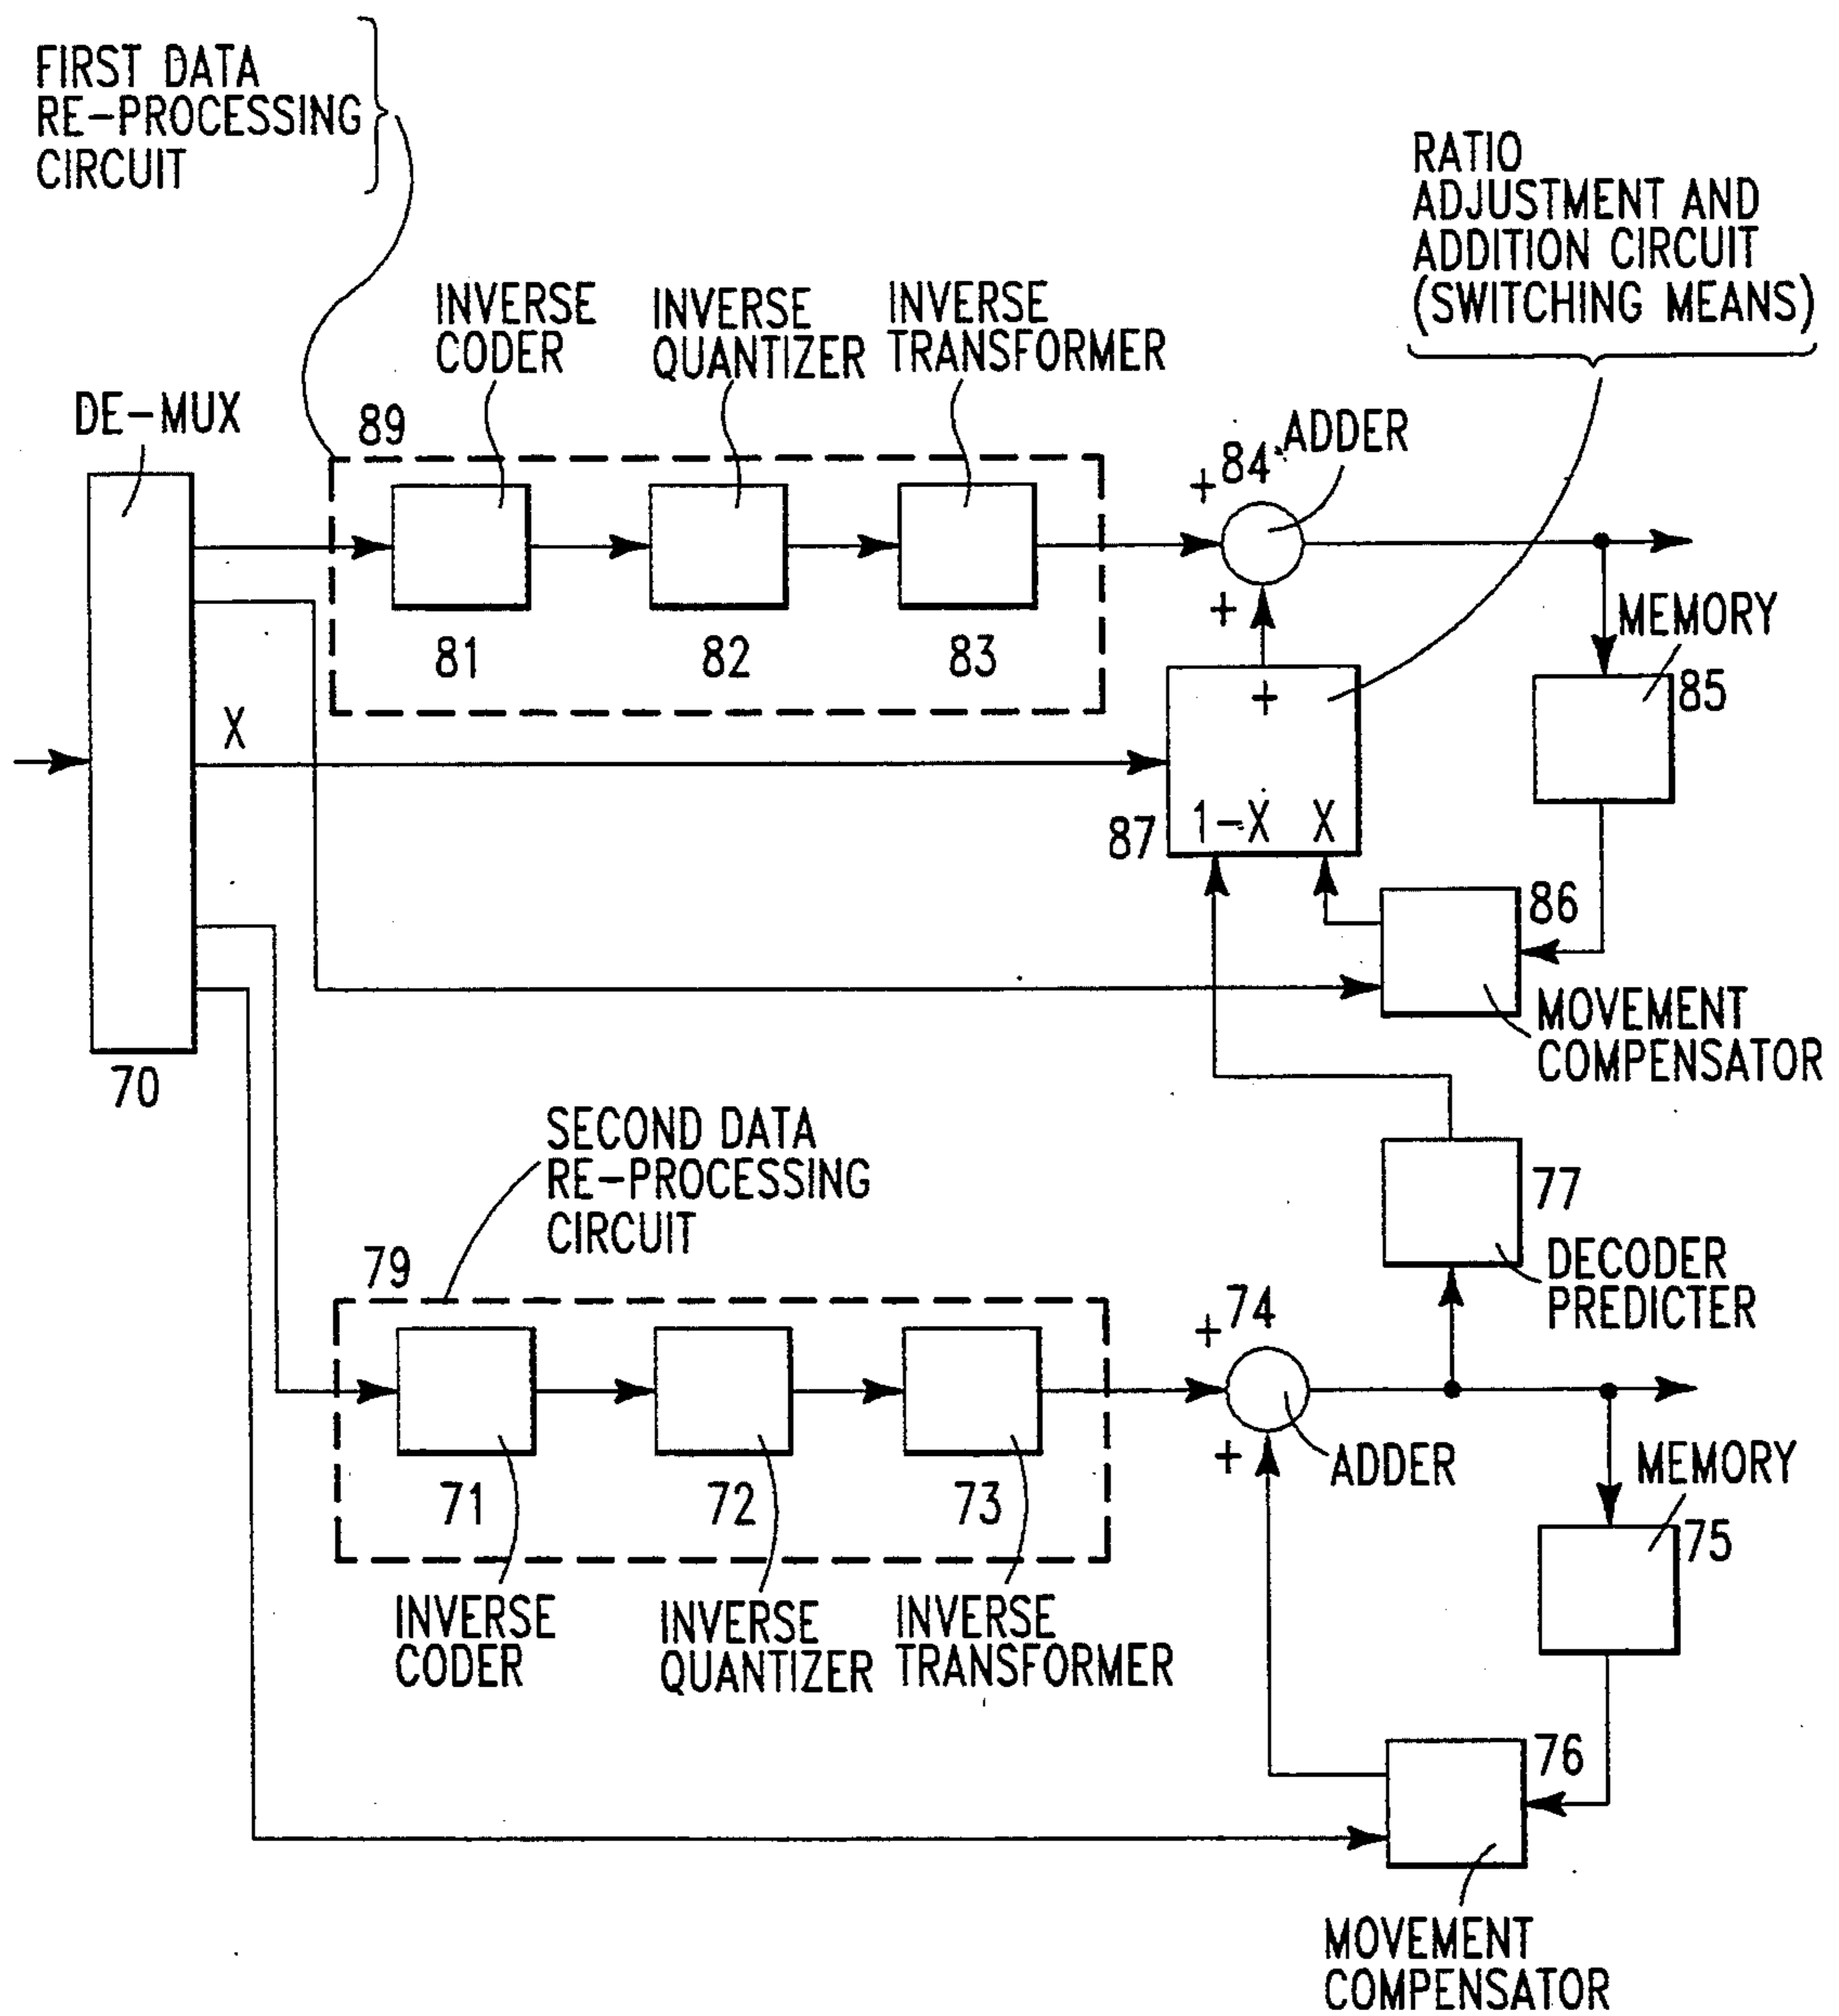 FIRST DATA
RE-PROCESSING
CIRCUIT
RATIO
ADJUSTMENT AND
ADDITION CIRCUIT
(SWITCHING MEANS)
INVERSE
CODER
INVERSE
QUANTIZER
INVERSE
TRANSFORMER
DE-MUX
89
+
84
ADDER
81
82
83
+
MEMORY
85
X
+
87
1-X
X
86
MOVEMENT
COMPENSATOR
70
SECOND DATA
RE-PROCESSING
CIRCUIT
77
DECODER
PREDICTER
79
+
74
71
72
73
+
ADDER
MEMORY
75
INVERSE
CODER
INVERSE
QUANTIZER
INVERSE
TRANSFORMER
76
MOVEMENT
COMPENSATOR